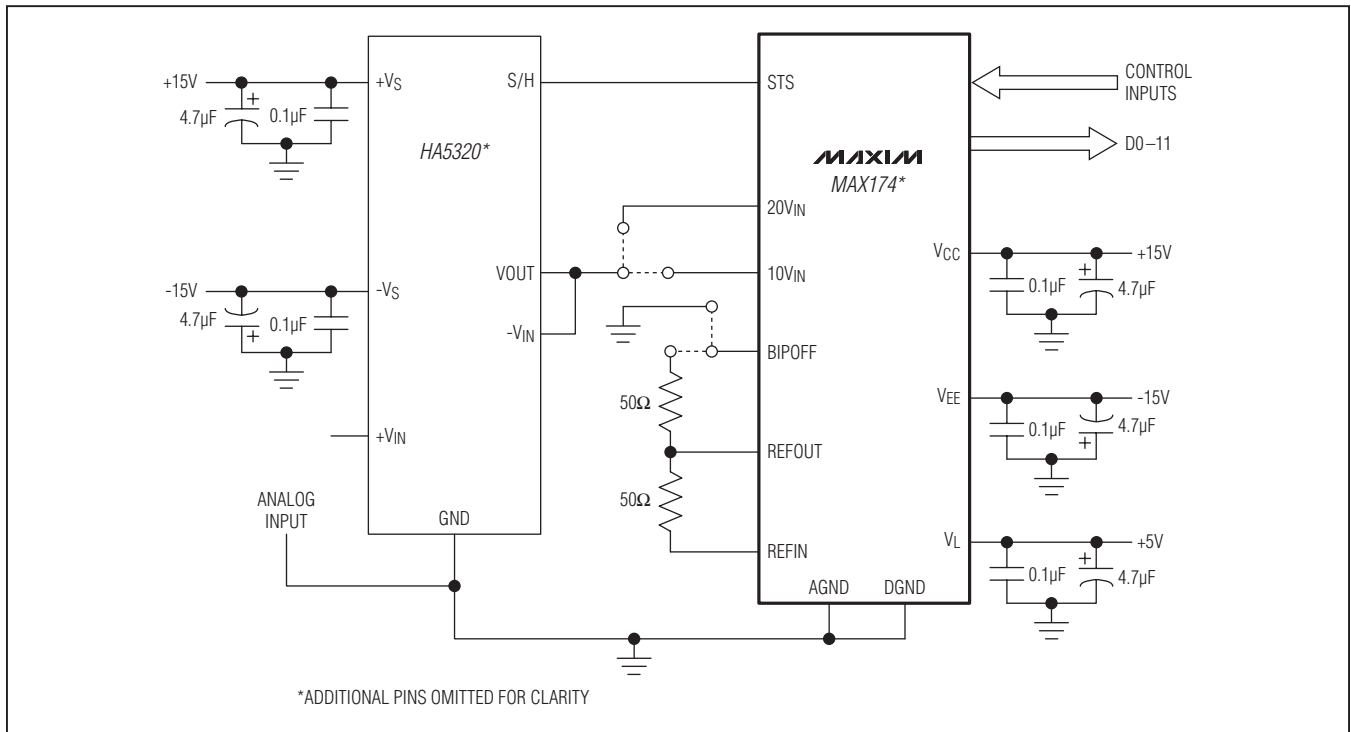 +15V
4.7µF
+
0.1µF
+VS
S/H
HA5320*
-15V
4.7µF
+
0.1µF
-VS
VOUT
-VIN
+VIN
ANALOG
INPUT
GND
STS
MAXIM
MAX174*
20VIN
10VIN
BIPOFF
50Ω
REFOUT
50Ω
REFIN
AGND
DGND
CONTROL
INPUTS
D0–11
VCC
+15V
0.1µF
+
4.7µF
VEE
-15V
0.1µF
+
4.7µF
VL
+5V
0.1µF
+
4.7µF
*ADDITIONAL PINS OMITTED FOR CLARITY